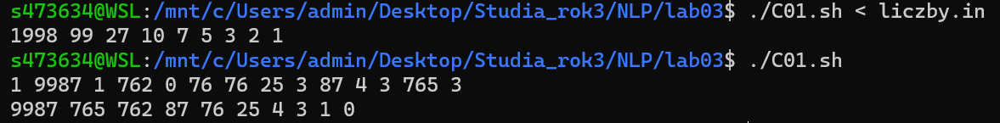 s473634@WSL:/mnt/c/Users/admin/Desktop/Studia_rok3/NLP/lab03$ ./C01.sh < liczby.in
1998 99 27 10 7 5 3 2 1
s473634@WSL:/mnt/c/Users/admin/Desktop/Studia_rok3/NLP/lab03$ ./C01.sh
1 9987 1 762 0 76 76 25 3 87 4 3 765 3
9987 765 762 87 76 25 4 3 1 0